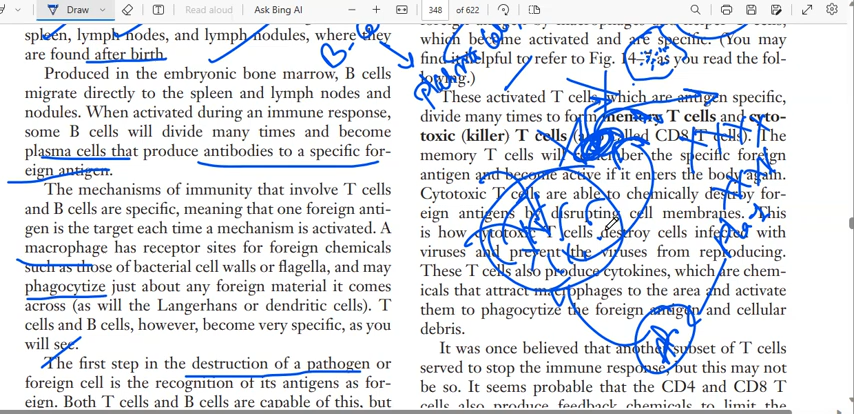 Draw
Read aloud
Ask Bing AI
348 of 622
spleen, lymph nodes, and lymph nodules, where they
are found after birth.
Produced in the embryonic bone marrow, B cells
migrate directly to the spleen and lymph nodes and
nodules. When activated during an immune response,
some B cells will divide many times and become
plasma cells that produce antibodies to a specific for-
eign antigen.
The mechanisms of immunity that involve T cells
and B cells are specific, meaning that one foreign anti-
gen is the target each time a mechanism is activated. A
macrophage has receptor sites for foreign chemicals
such as those of bacterial cell walls or flagella, and may
phagocytize just about any foreign material it comes
across (as will the Langerhans or dendritic cells). T
cells and B cells, however, become very specific, as you
will see.
The first step in the destruction of a pathogen or
foreign cell is the recognition of its antigens as for-
eign. Both T cells and B cells are capable of this, but
which become activated and are specific. (You may
find it helpful to refer to Fig. as you read the fol-
lowing.)
These activated T cells, which are antigen specific,
divide many times to form memory T cells and cyto-
toxic (killer) T cells called CD8 T cells). The
memory T cells will the specific foreign
antigen and become active if it enters the body again.
Cytotoxic T cells are able to chemically destroy for-
eign antigens by disrupting cell membranes. This
is how cytotoxic T cells destroy cells infected with
viruses and prevent the viruses from reproducing.
These T cells also produce cytokines, which are chem-
icals that attract macrophages to the area and activate
them to phagocytize the foreign antigen and cellular
debris.
It was once believed that another subset of T cells
served to stop the immune response, but this may not
be so. It seems probable that the CD4 and CD8 T
cells also produce feedback chemicals to limit the